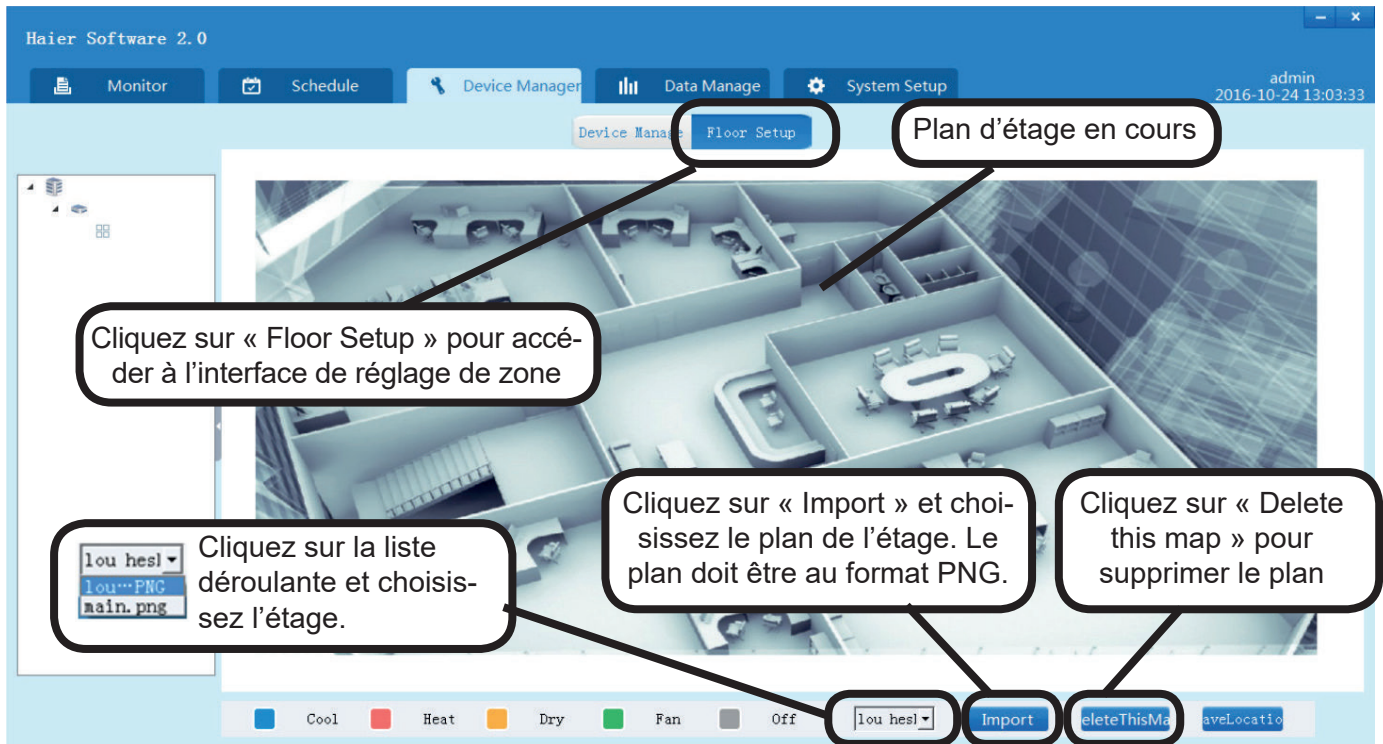 Haier Software 2.0
Monitor
Schedule
Device Manager
Data Manage
System Setup
admin
2016-10-24 13:03:33
Device Manage
Floor Setup
Plan d’étage en cours
Cliquez sur « Floor Setup » pour accé-
der à l’interface de réglage de zone
Cliquez sur « Import » et choi-
sissez le plan de l’étage. Le
plan doit être au format PNG.
Cliquez sur « Delete
this map » pour
supprimer le plan
lou hesl
lou…PNG
main.png
Cliquez sur la liste
déroulante et choisis-
sez l’étage.
Cool
Heat
Dry
Fan
Off
lou hesl
Import
eleteThisMa
aveLocatio